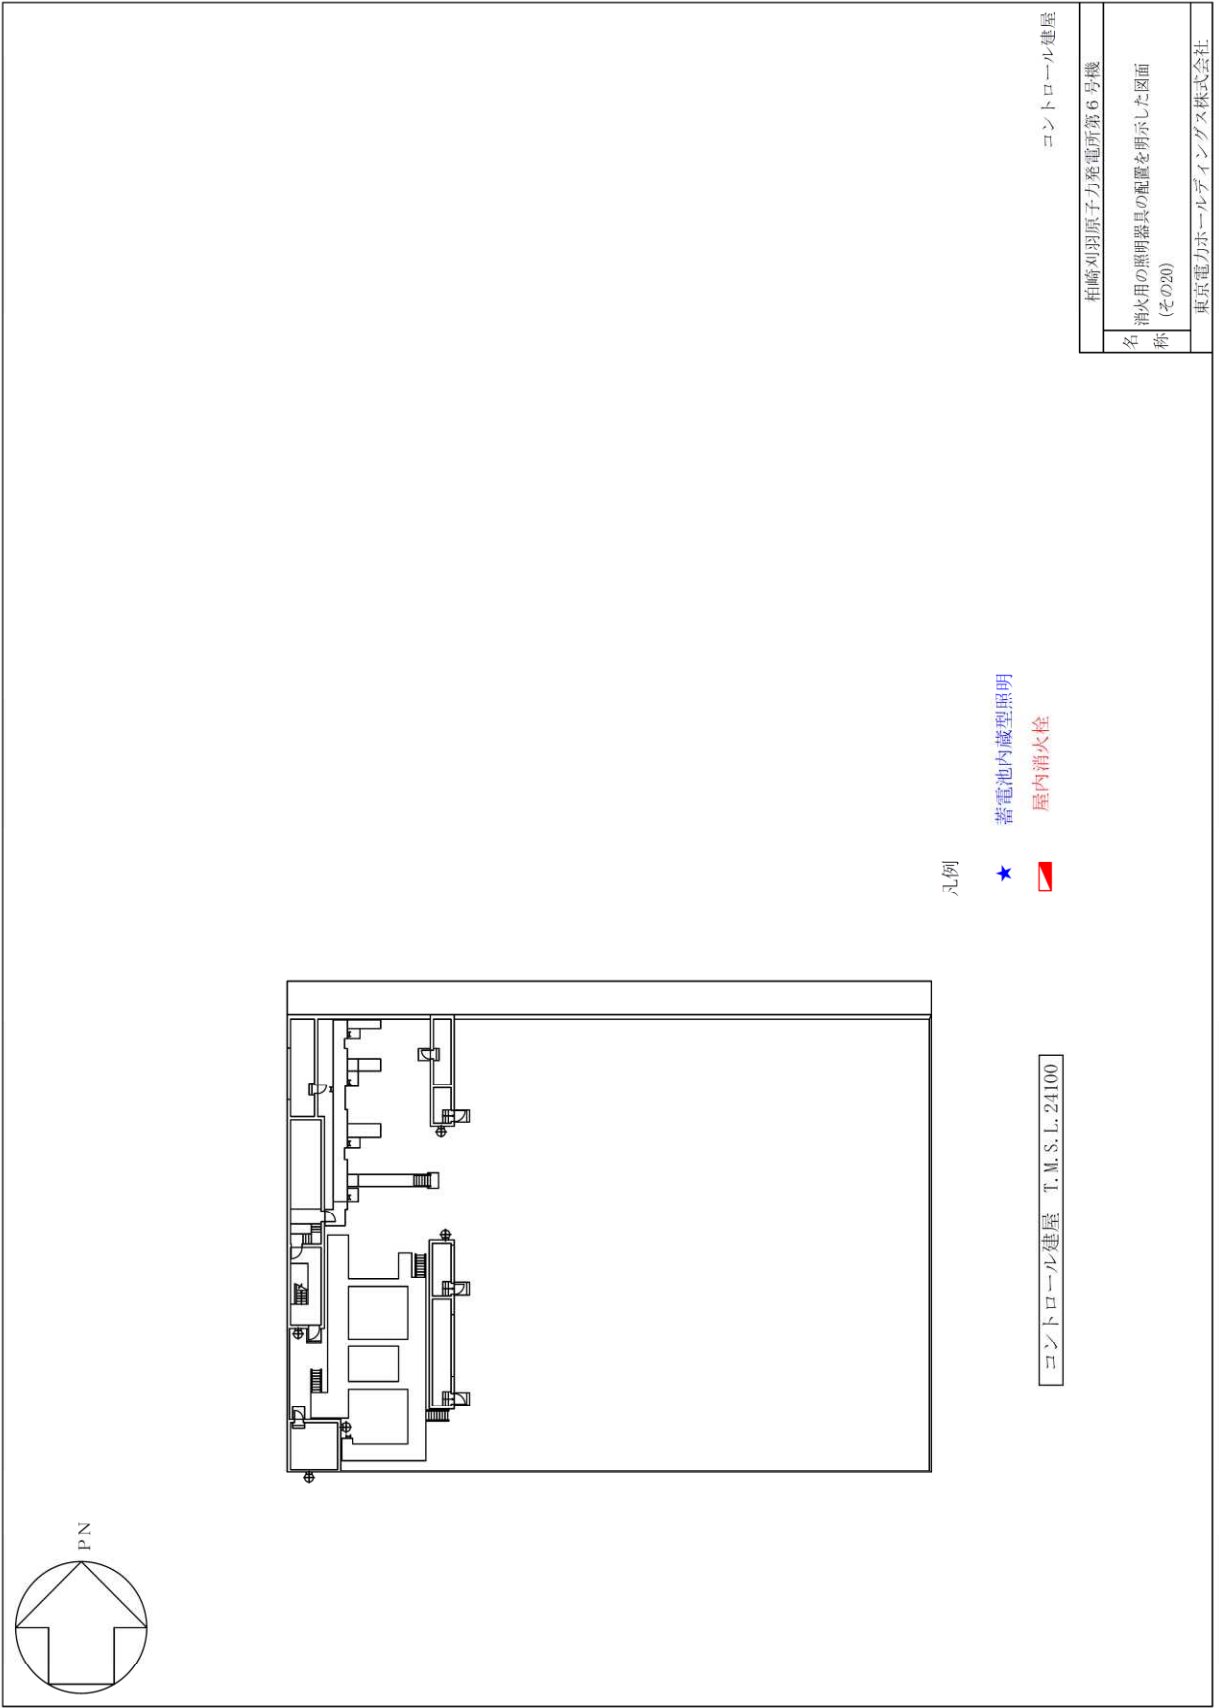 PN
コントロール建屋 T.M.S.L.24100
凡例
★ 蓄電池内蔵型照明
屋内消火栓
コントロール建屋
柏崎刈羽原子力発電所第6号機
名称
消火用の照明器具の配置を明示した図面
(その20)
東京電力ホールディングス株式会社